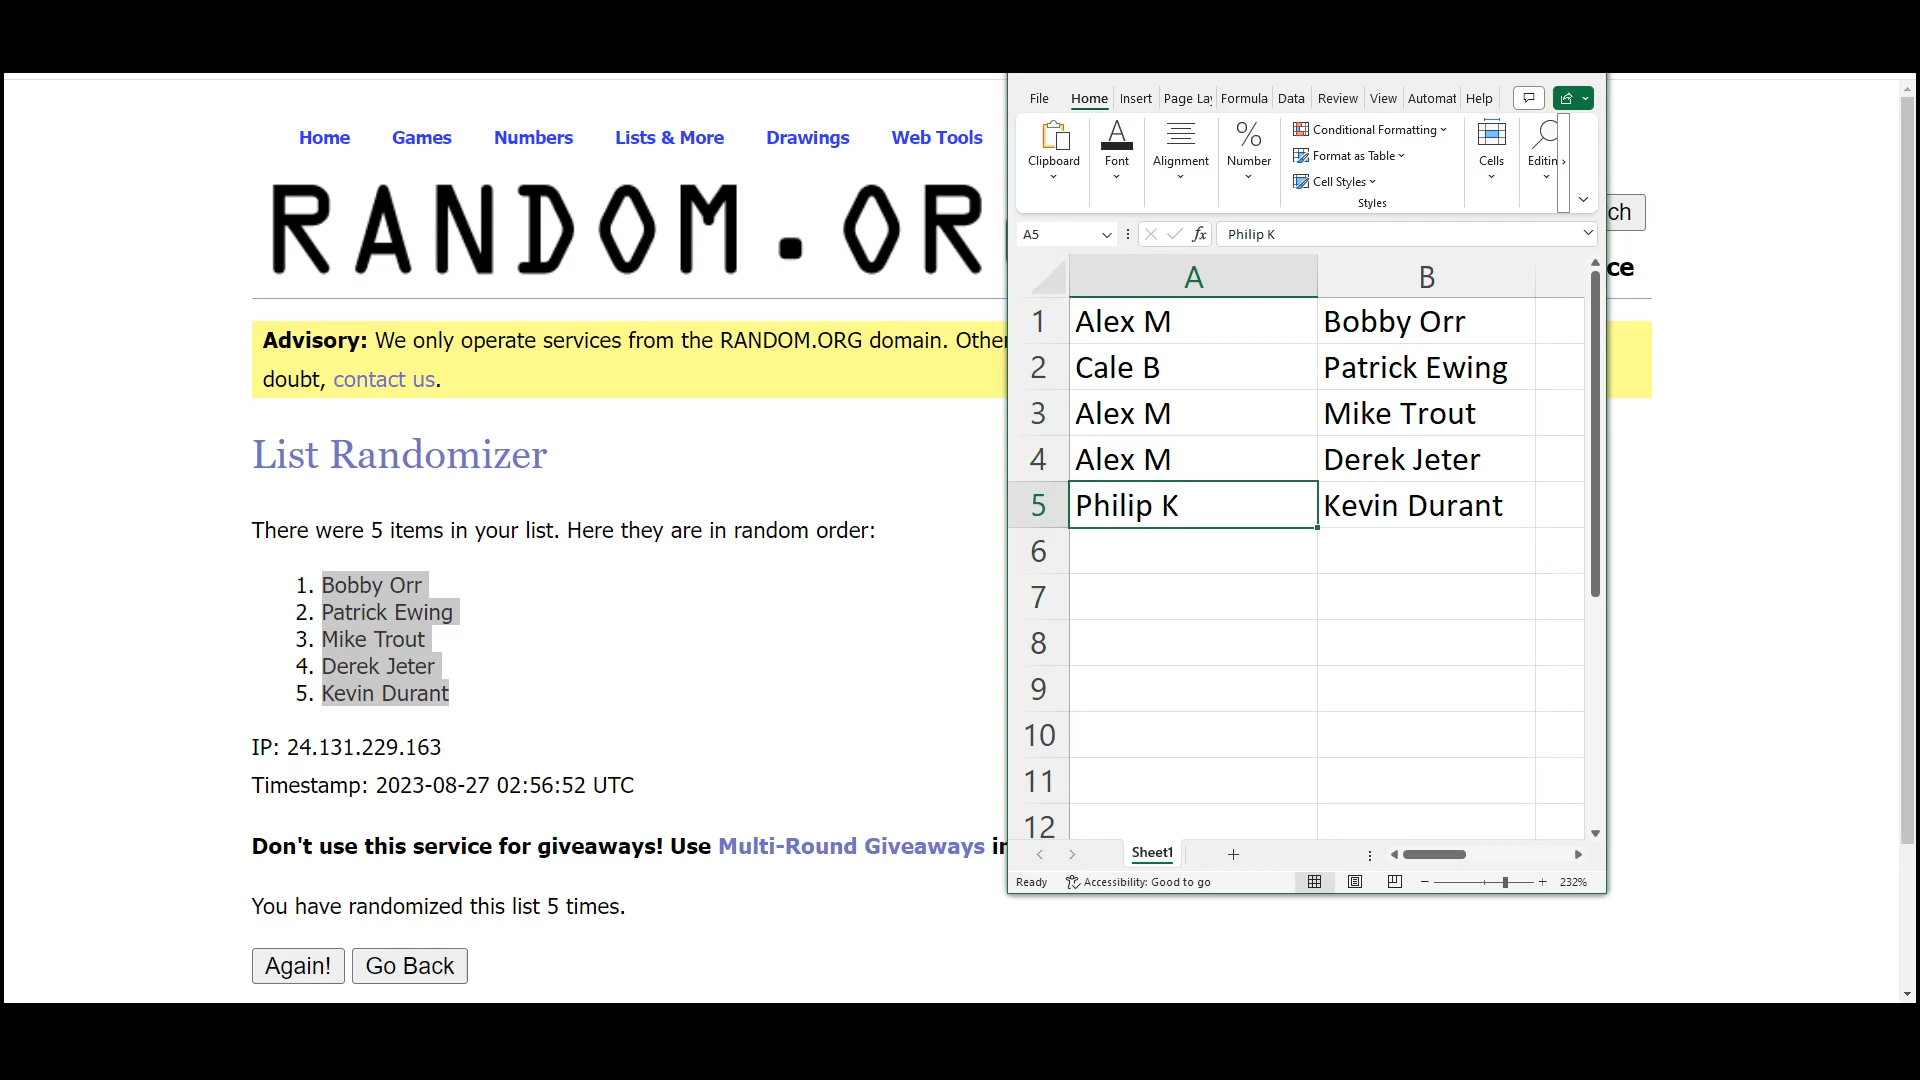 Home Games Numbers Lists & More Drawings Web Tools
RANDOM.OR
ch
ce
Advisory: We only operate services from the RANDOM.ORG domain. Other
doubt, contact us.
List Randomizer
There were 5 items in your list. Here they are in random order:
1. Bobby Orr
2. Patrick Ewing
3. Mike Trout
4. Derek Jeter
5. Kevin Durant
IP: 24.131.229.163
Timestamp: 2023-08-27 02:56:52 UTC
Don't use this service for giveaways! Use Multi-Round Giveaways in
You have randomized this list 5 times.
Again! Go Back
File Home Insert Page Lay Formula Data Review View Automat Help
Clipboard Font Alignment Number Conditional Formatting Format as Table Cell Styles Styles Cells Editin
A5 fx Philip K
A B
1 Alex M Bobby Orr
2 Cale B Patrick Ewing
3 Alex M Mike Trout
4 Alex M Derek Jeter
5 Philip K Kevin Durant
6
7
8
9
10
11
12
Sheet1
Ready Accessibility: Good to go 232%